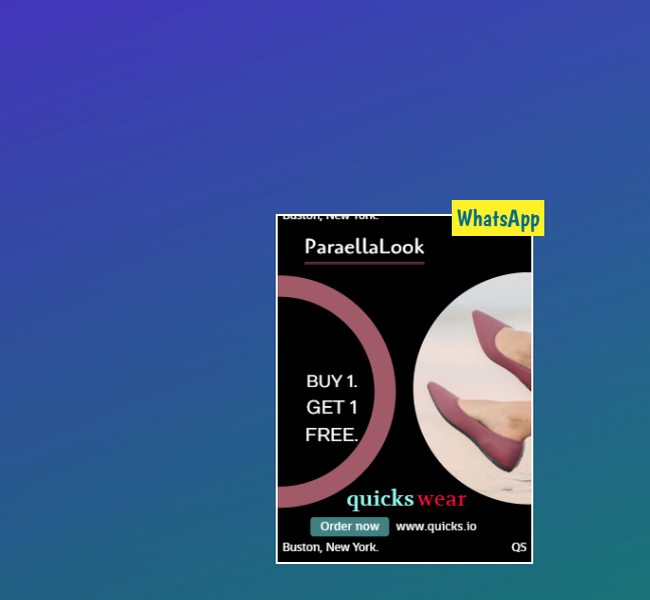 WhatsApp
Buston, New York.
ParaellaLook
BUY 1.
GET 1
FREE.
quicks wear
Order now www.quicks.io
Buston, New York. QS